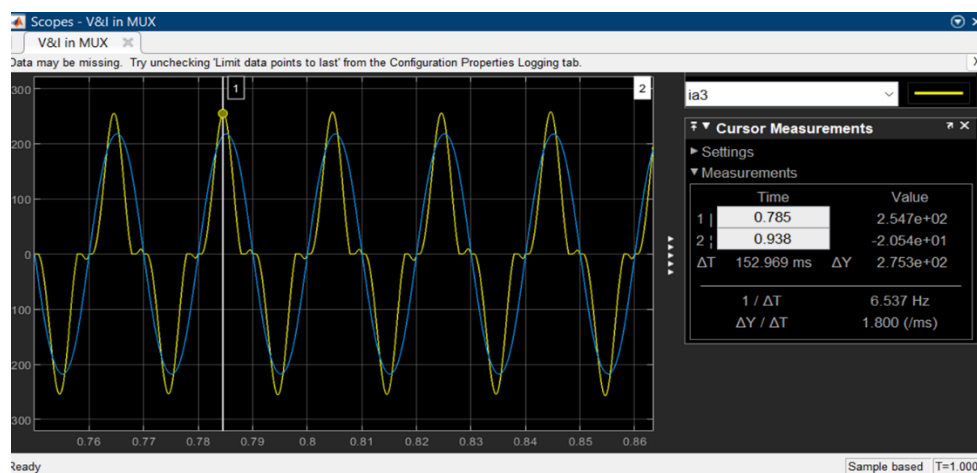 Scopes - V&I in MUX
V&I in MUX
Data may be missing. Try unchecking 'Limit data points to last' from the Configuration Properties Logging tab.
300
200
100
0
100
200
300
1
2
0.76 0.77 0.78 0.79 0.8 0.81 0.82 0.83 0.84 0.85 0.86
ia3
Cursor Measurements
Settings
Measurements
Time Value
1 | 0.785 2.547e+02
2 ¦ 0.938 -2.054e+01
ΔT 152.969 ms ΔY 2.753e+02
1 / ΔT 6.537 Hz
ΔY / ΔT 1.800 (/ms)
Ready
Sample based T=1.000